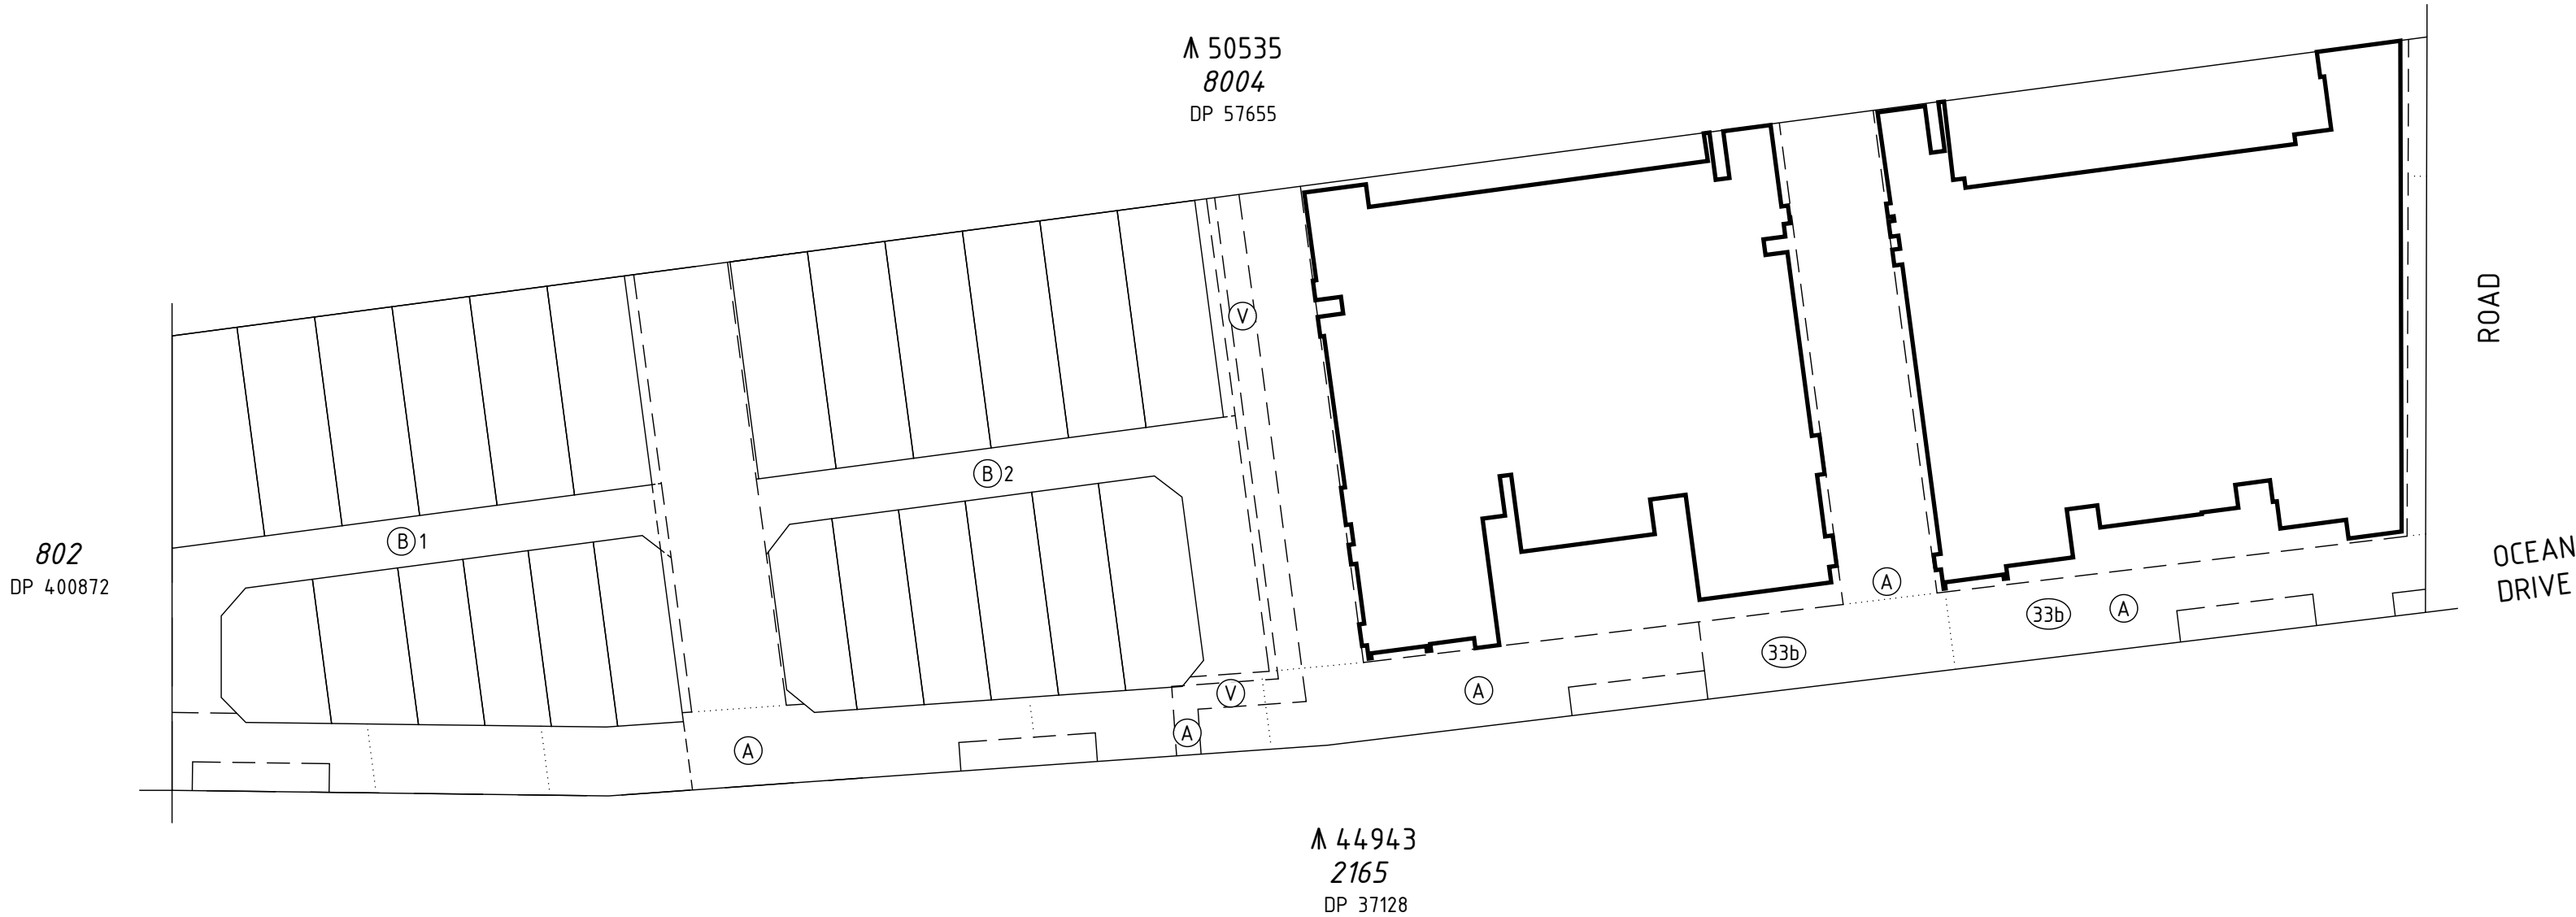 50535
8004
DP 57655
V
ROAD
B 2
B 1
802
DP 400872
OCEAN
DRIVE
A
33b
A
33b
A
V
A
A
44943
2165
DP 37128